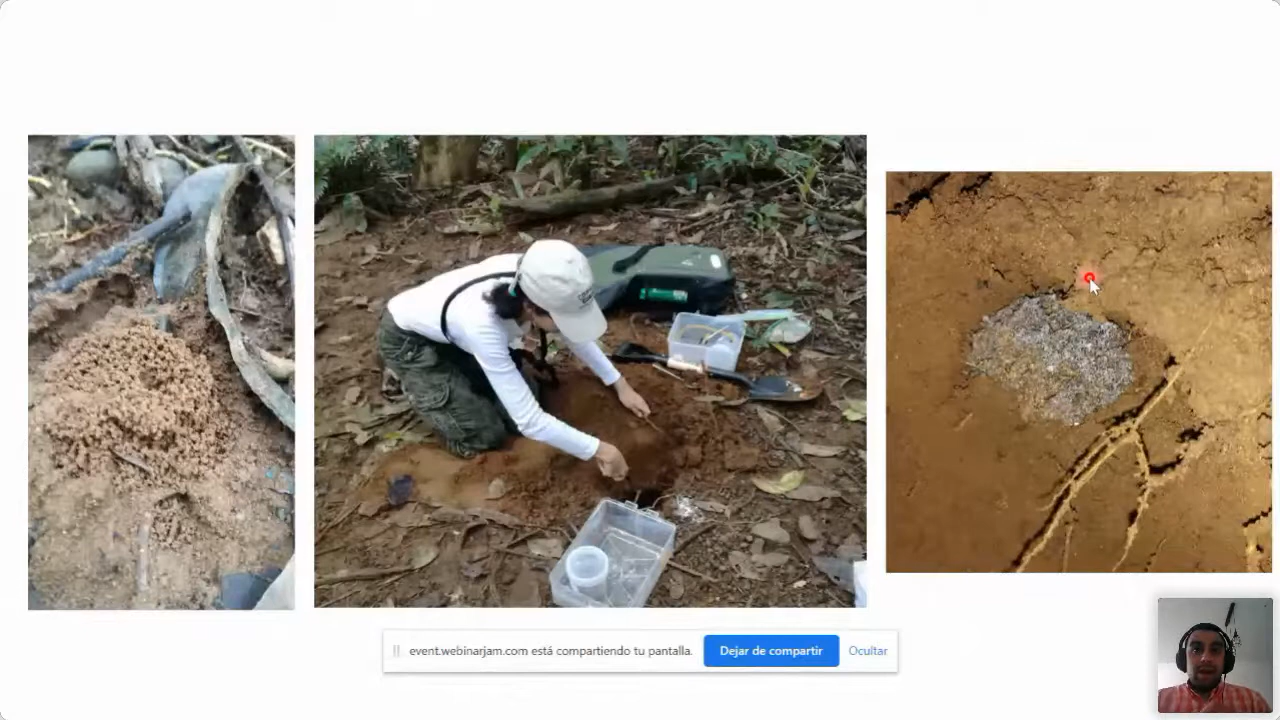 event.webinarjam.com está compartiendo tu pantalla.
Dejar de compartir
Ocultar